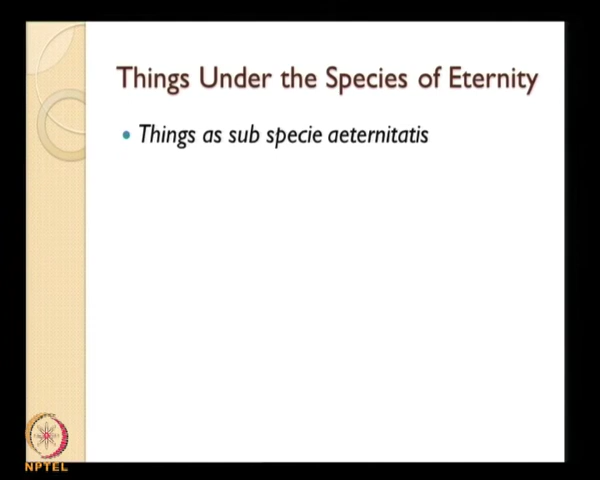 Things Under the Species of Eternity
• Things as sub specie aeternitatis
NPTEL